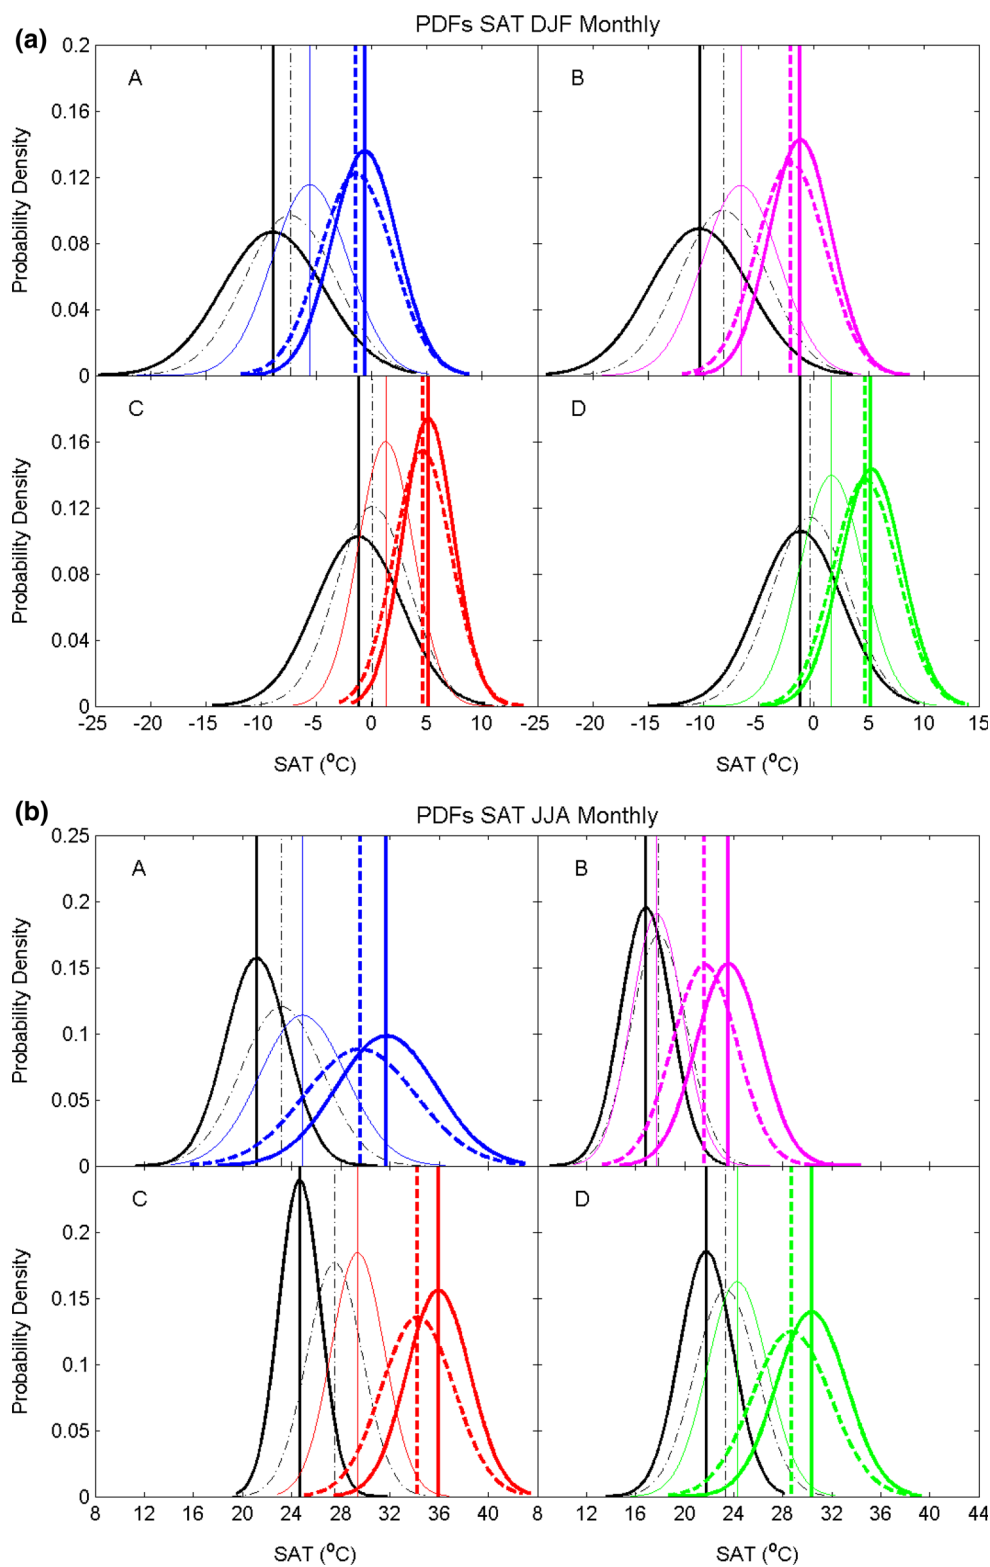 (a)
PDFs SAT DJF Monthly
0.2
0.16
0.12
0.08
0.04
0
Probability Density
A
B
0.16
0.12
0.08
0.04
0
Probability Density
C
D
-25 -20 -15 -10 -5 0 5 10 -25 -20 -15 -10 -5 0 5 10 15
SAT (°C) SAT (°C)
(b)
PDFs SAT JJA Monthly
0.25
0.2
0.15
0.1
0.05
0
Probability Density
A
B
0.2
0.15
0.1
0.05
0
Probability Density
C
D
8 12 16 20 24 28 32 36 40 8 12 16 20 24 28 32 36 40 44
SAT (°C) SAT (°C)